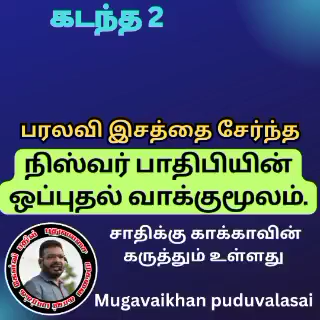 கடந்த 2
பரலவி இசத்தை சேர்ந்த
நிஸ்வர் பாதிபியின்
ஒப்புதல் வாக்குமூலம்.
சாதிக்கு காக்காவின்
கருத்தும் உள்ளது
Mugavaikhan puduvalasai